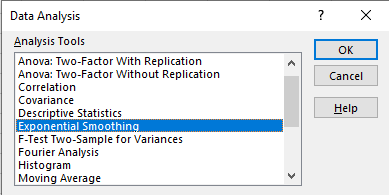 Data Analysis
?
Analysis Tools
Anova: Two-Factor With Replication
Anova: Two-Factor Without Replication
Correlation
Covariance
Descriptive Statistics
Exponential Smoothing
F-Test Two-Sample for Variances
Fourier Analysis
Histogram
Moving Average
OK
Cancel
Help